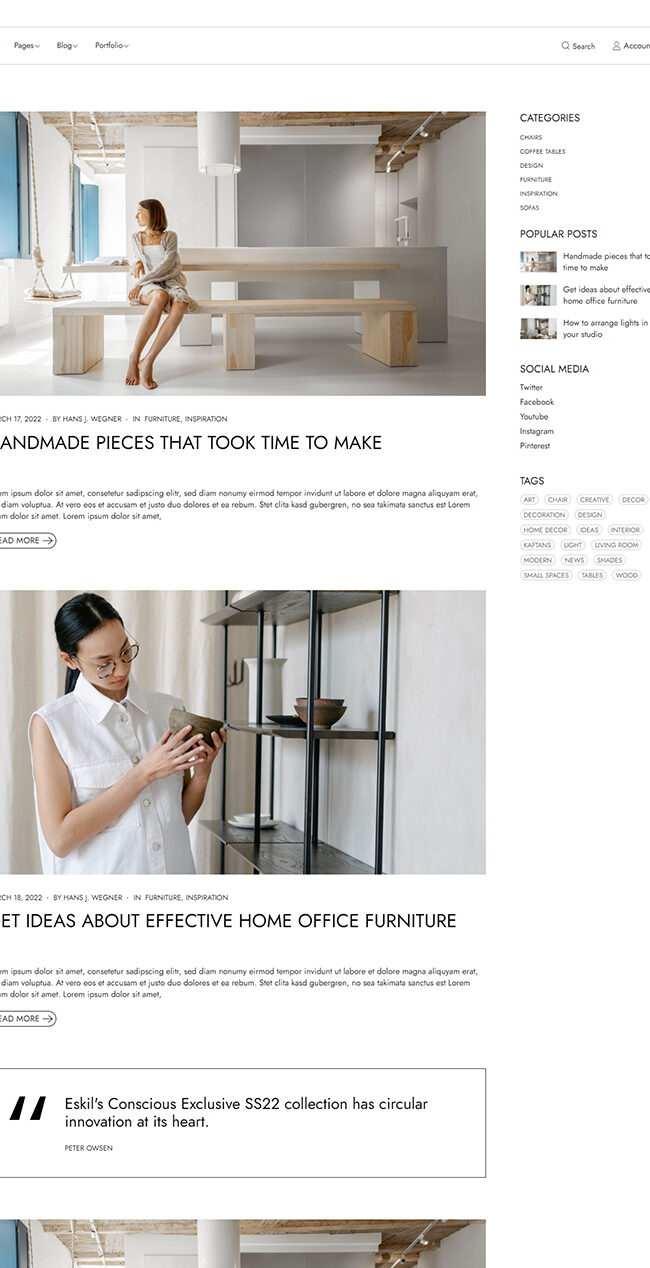 Pages
Blog
Portfolio
Search
Accoun
RCH 17, 2022 - BY HANS J. WEGNER - IN FURNITURE, INSPIRATION
ANDMADE PIECES THAT TOOK TIME TO MAKE
em ipsum dolor sit amet, consetetur sadipscing elitr, sed diam nonumy eirmod tempor invidunt ut labore et dolore magna aliquyam erat,
diam voluptua. At vero eos et accusam et justo duo dolores et ea rebum. Stet clita kasd gubergren, no sea takimata sanctus est Lorem
m dolor sit amet. Lorem ipsum dolor sit amet,
EAD MORE
RCH 18, 2022 - BY HANS J. WEGNER - IN FURNITURE, INSPIRATION
ET IDEAS ABOUT EFFECTIVE HOME OFFICE FURNITURE
em ipsum dolor sit amet, consetetur sadipscing elitr, sed diam nonumy eirmod tempor invidunt ut labore et dolore magna aliquyam erat,
diam voluptua. At vero eos et accusam et justo duo dolores et ea rebum. Stet clita kasd gubergren, no sea takimata sanctus est Lorem
m dolor sit amet. Lorem ipsum dolor sit amet,
EAD MORE
“
Eskil's Conscious Exclusive SS22 collection has circular
innovation at its heart.
PETER OWSEN
CATEGORIES
CHAIRS
COFFEE TABLES
DESIGN
FURNITURE
INSPIRATION
SOFAS
POPULAR POSTS
Handmade pieces that to
time to make
Get ideas about effective
home office furniture
How to arrange lights in
your studio
SOCIAL MEDIA
Twitter
Facebook
Youtube
Instagram
Pinterest
TAGS
ART CHAIR CREATIVE DECOR
DECORATION DESIGN
HOME DECOR IDEAS INTERIOR
KAFTANS LIGHT LIVING ROOM
MODERN NEWS SHADES
SMALL SPACES TABLES WOOD